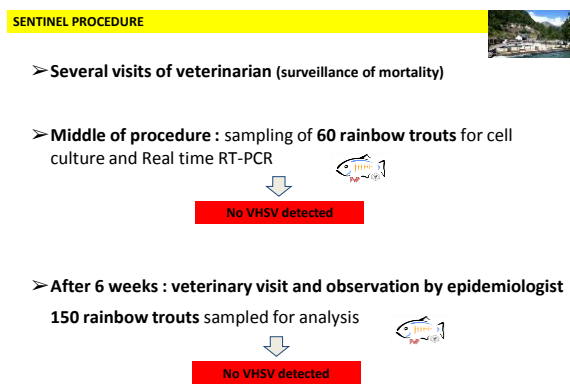 SENTINEL PROCEDURE
➢Several visits of veterinarian (surveillance of mortality)
➢Middle of procedure : sampling of 60 rainbow trouts for cell
culture and Real time RT-PCR
No VHSV detected
➢After 6 weeks : veterinary visit and observation by epidemiologist
150 rainbow trouts sampled for analysis
No VHSV detected